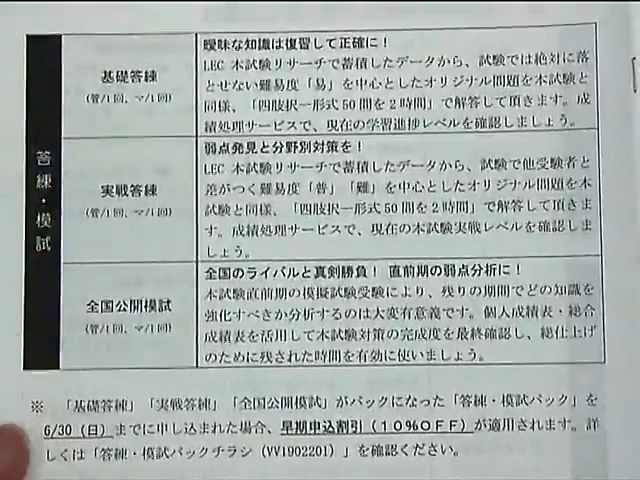 答練・模試
基礎答練
(管/1回、マ/1回)
曖昧な知識は復習して正確に！
LEC 本試験リサーチで蓄積したデータから、試験では絶対に落
とせない難易度「易」を中心としたオリジナル問題を本試験と
同様、「四肢択一形式 50 問を 2 時間」で解答して頂きます。成
績処理サービスで、現在の学習進捗レベルを確認しましょう。
実戦答練
(管/1回、マ/1回)
弱点発見と分野別対策を！
LEC 本試験リサーチで蓄積したデータから、試験で他受験者と
差がつく難易度「普」「難」を中心としたオリジナル問題を本
試験と同様、「四肢択一形式 50 問を 2 時間」で解答して頂きま
す。成績処理サービスで、現在の本試験実戦レベルを確認しま
しょう。
全国公開模試
(管/1回、マ/1回)
全国のライバルと真剣勝負！ 直前期の弱点分析に！
本試験直前期の模擬試験受験により、残りの期間でどの知識を
強化すべきか分析するのは大変有意義です。個人成績表・総合
成績表を活用して本試験対策の完成度を最終確認し、総仕上げ
のために残された時間を有効に使いましょう。
※ 「基礎答練」「実戦答練」「全国公開模試」がパックになった「答練・模試パック」を
6/30（日）までに申し込まれた場合、早期申込割引（１０％ＯＦＦ）が適用されます。詳
しくは「答練・模試パックチラシ（VV1902201）」を確認ください。